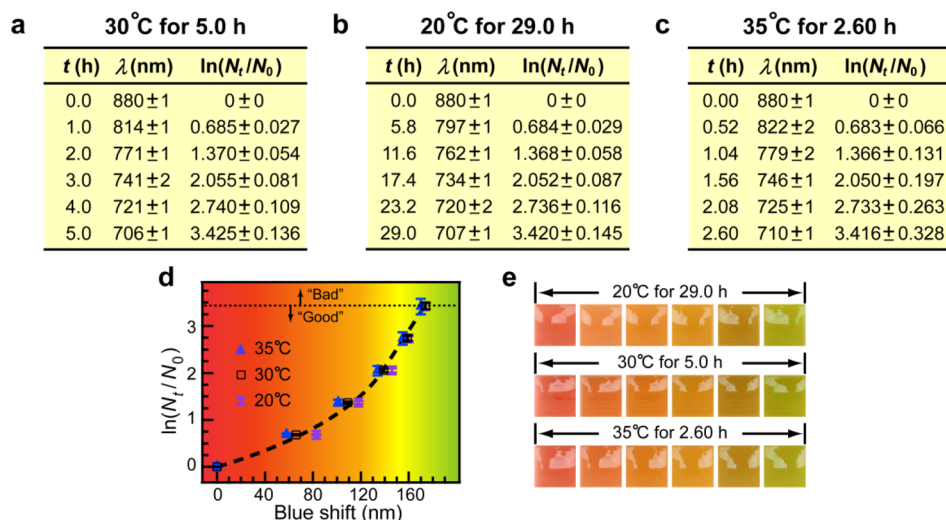 a 30°C for 5.0 h
t (h) λ(nm) ln(Nt/N0)
0.0 880±1 0±0
1.0 814±1 0.685±0.027
2.0 771±1 1.370±0.054
3.0 741±2 2.055±0.081
4.0 721±1 2.740±0.109
5.0 706±1 3.425±0.136
b 20°C for 29.0 h
t (h) λ(nm) ln(Nt/N0)
0.0 880±1 0±0
5.8 797±1 0.684±0.029
11.6 762±1 1.368±0.058
17.4 734±1 2.052±0.087
23.2 720±2 2.736±0.116
29.0 707±1 3.420±0.145
c 35°C for 2.60 h
t (h) λ(nm) ln(Nt/N0)
0.00 880±1 0±0
0.52 822±2 0.683±0.066
1.04 779±2 1.366±0.131
1.56 746±1 2.050±0.197
2.08 725±1 2.733±0.263
2.60 710±1 3.416±0.328
d
"Bad"
"Good"
35°C
30°C
20°C
ln(Nt/N0)
3
2
1
0
0 40 80 120 160
Blue shift (nm)
e
20°C for 29.0 h
30°C for 5.0 h
35°C for 2.60 h